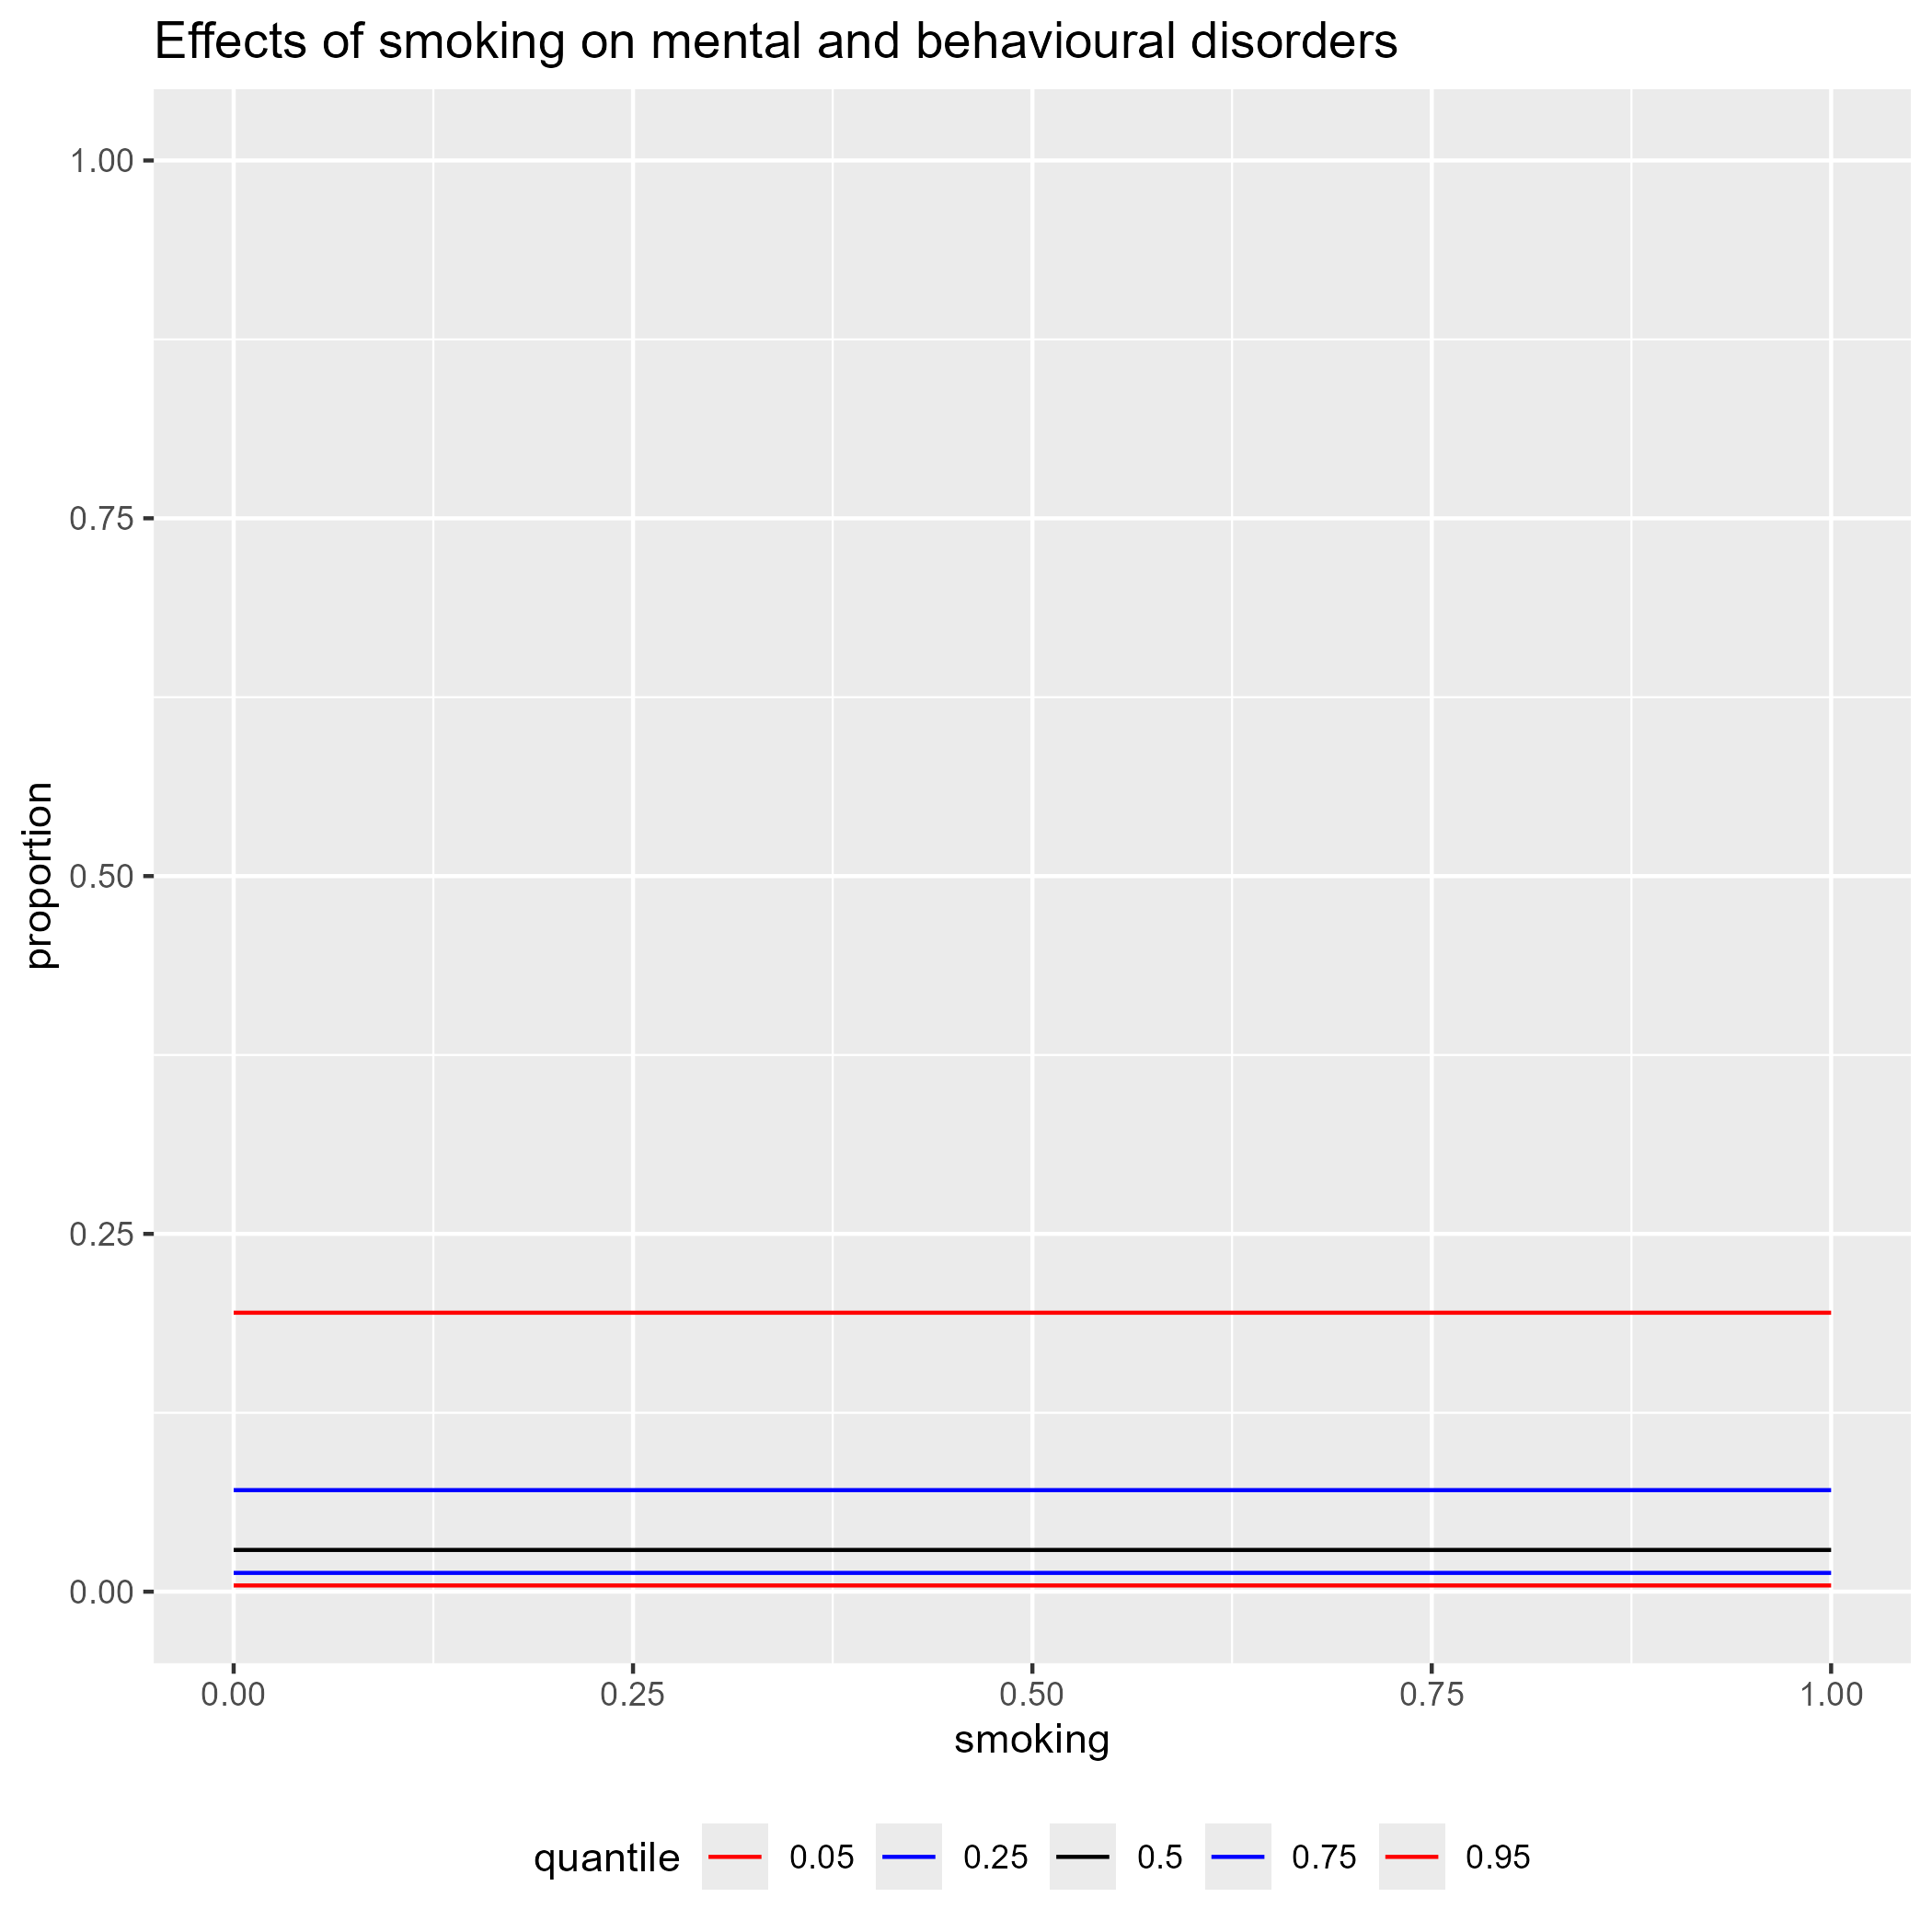 Effects of smoking on mental and behavioural disorders
proportion
1.00
0.75
0.50
0.25
0.00
0.00 0.25 0.50 0.75 1.00
smoking
quantile 0.05 0.25 0.5 0.75 0.95